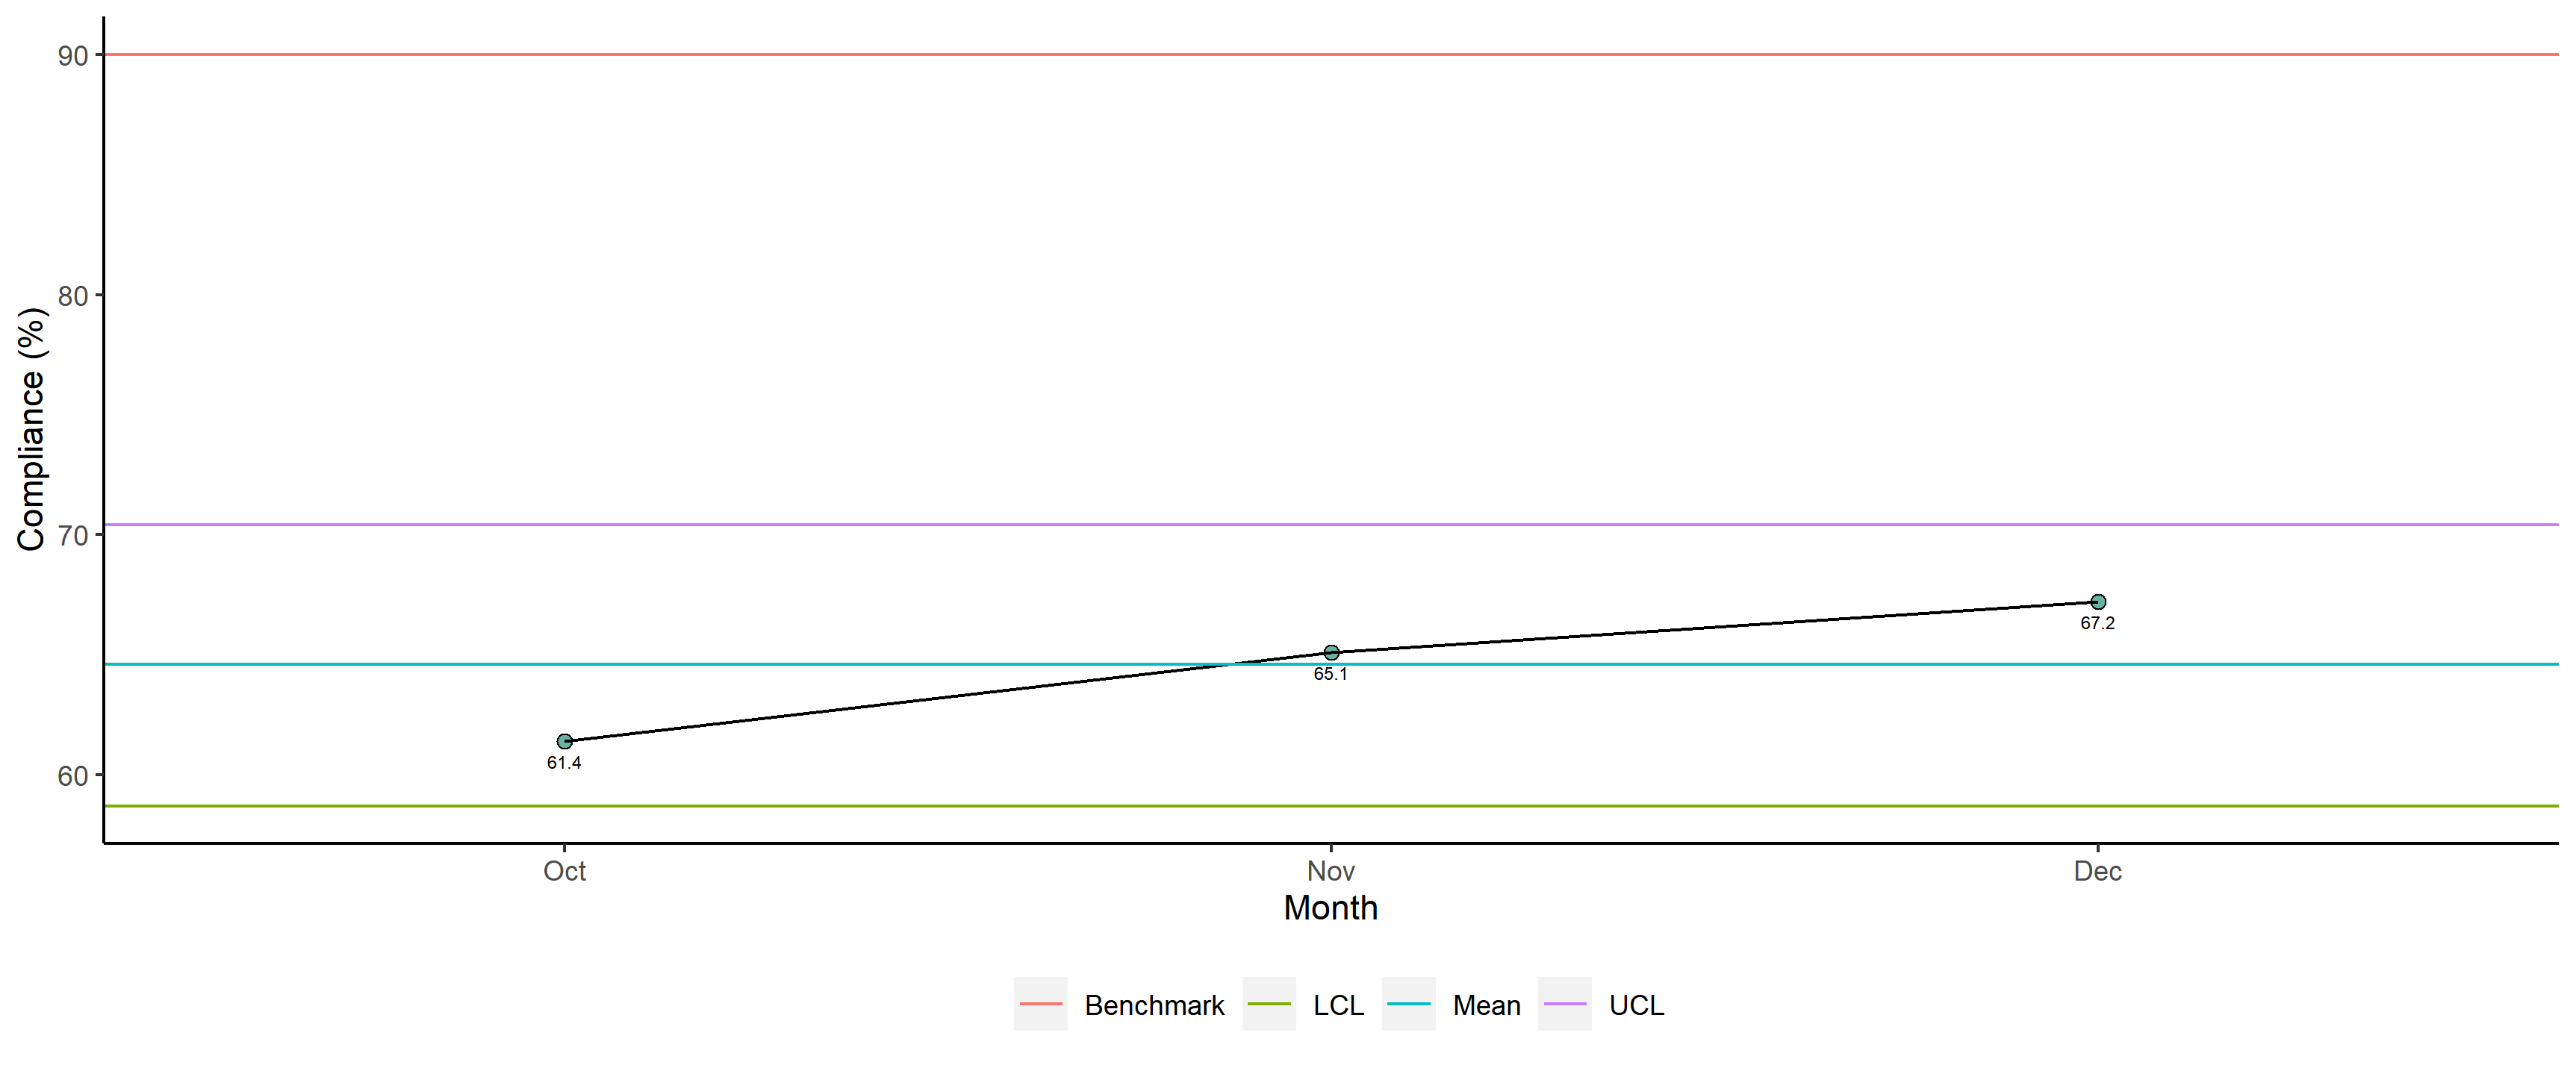 90
80
70
60
Compliance (%)
61.4
65.1
67.2
Oct Nov Dec
Month
Benchmark LCL Mean UCL